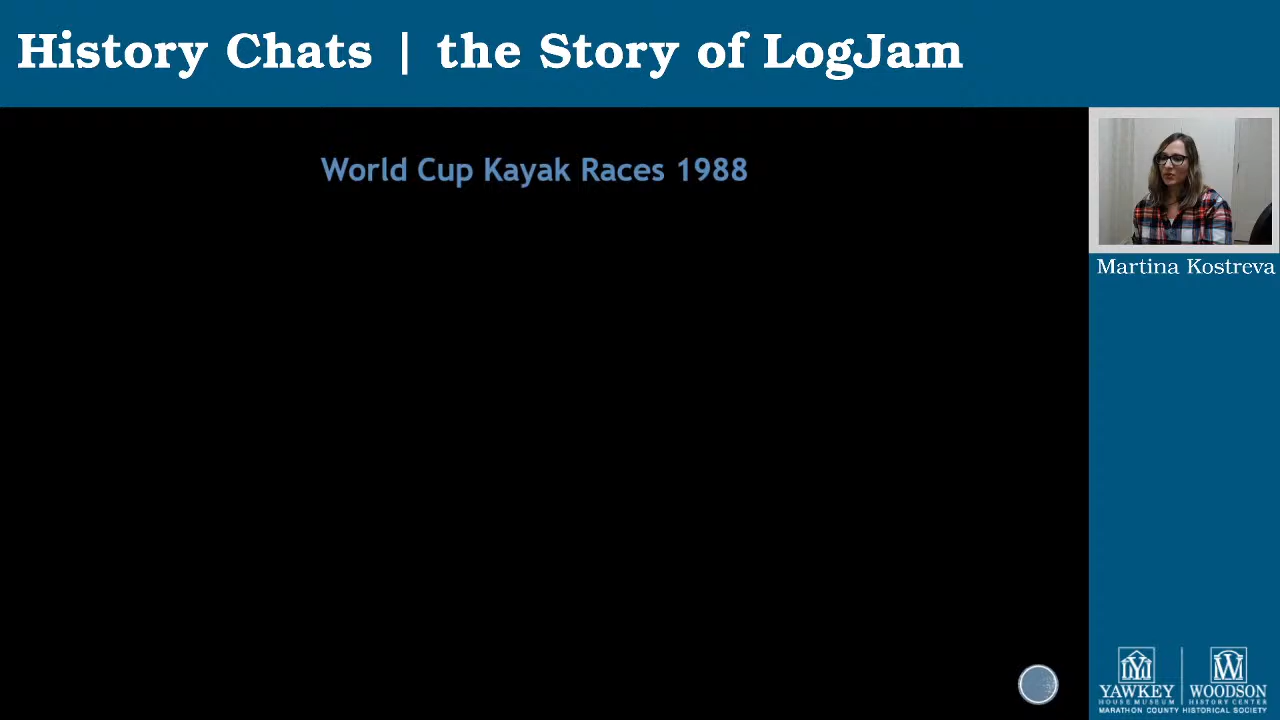 History Chats | the Story of LogJam
World Cup Kayak Races 1988
Martina Kostreva
YAWKEY
HOUSE MUSEUM
WOODSON
HISTORY CENTER
MARATHON COUNTY HISTORICAL SOCIETY